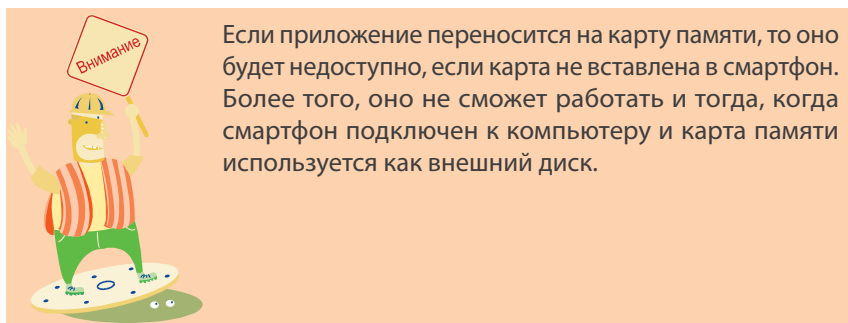 Внимание
Если приложение переносится на карту памяти, то оно
будет недоступно, если карта не вставлена в смартфон.
Более того, оно не сможет работать и тогда, когда
смартфон подключен к компьютеру и карта памяти
используется как внешний диск.